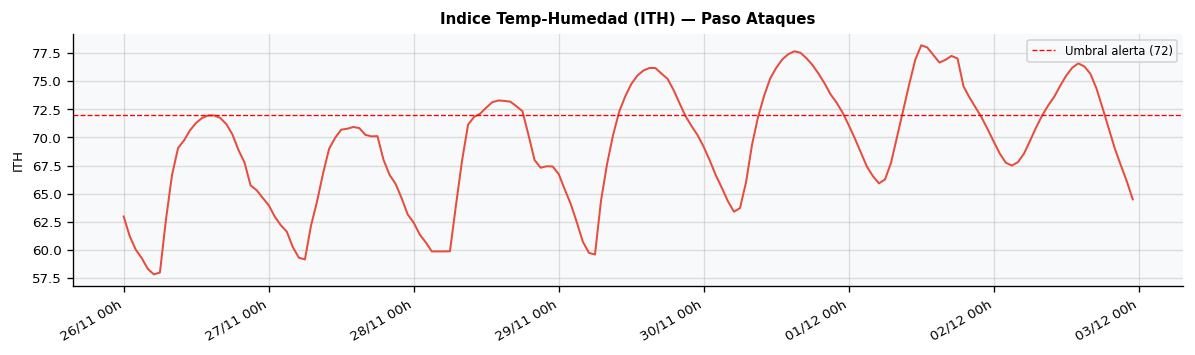 Indice Temp-Humedad (ITH) — Paso Ataques
Umbral alerta (72)
ITH
77.5
75.0
72.5
70.0
67.5
65.0
62.5
60.0
57.5
26/11 00h
27/11 00h
28/11 00h
29/11 00h
30/11 00h
01/12 00h
02/12 00h
03/12 00h